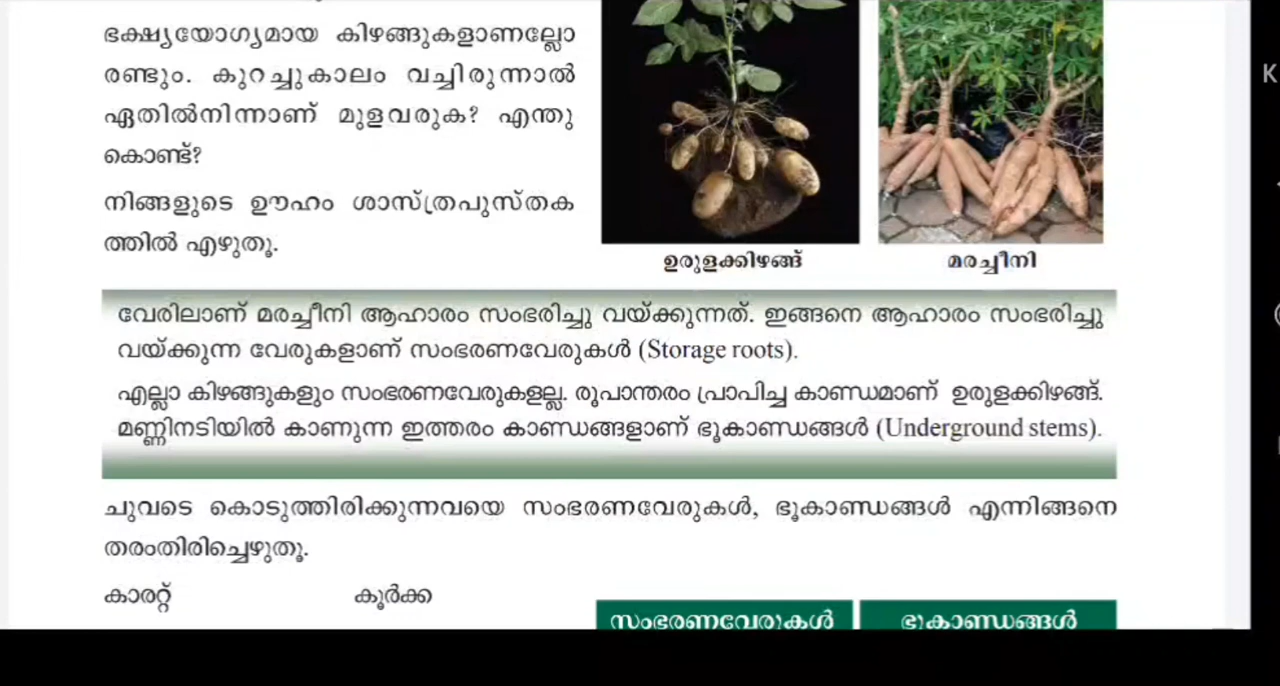 ഭക്ഷ്യയോഗ്യമായ കിഴങ്ങുകളാണല്ലോ
രണ്ടും. കുറച്ചുകാലം വച്ചിരുന്നാൽ
ഏതിൽനിന്നാണ് മുളവരുക? എന്തു
കൊണ്ട്?
നിങ്ങളുടെ ഊഹം ശാസ്ത്രപുസ്തക
ത്തിൽ എഴുതൂ.
ഉരുളക്കിഴങ്ങ്
മരച്ചീനി
വേരിലാണ് മരച്ചീനി ആഹാരം സംഭരിച്ചു വയ്ക്കുന്നത്. ഇങ്ങനെ ആഹാരം സംഭരിച്ചു
വയ്ക്കുന്ന വേരുകളാണ് സംഭരണവേരുകൾ (Storage roots).
എല്ലാ കിഴങ്ങുകളും സംഭരണവേരുകളല്ല. രൂപാന്തരം പ്രാപിച്ച കാണ്ഡമാണ് ഉരുളക്കിഴങ്ങ്.
മണ്ണിനടിയിൽ കാണുന്ന ഇത്തരം കാണ്ഡങ്ങളാണ് ഭൂകാണ്ഡങ്ങൾ (Underground stems).
ചുവടെ കൊടുത്തിരിക്കുന്നവയെ സംഭരണവേരുകൾ, ഭൂകാണ്ഡങ്ങൾ എന്നിങ്ങനെ
തരംതിരിച്ചെഴുതൂ.
കാരറ്റ് കൂർക്ക
സംഭരണവേരുകൾ ഭൂകാണ്ഡങ്ങൾ
K